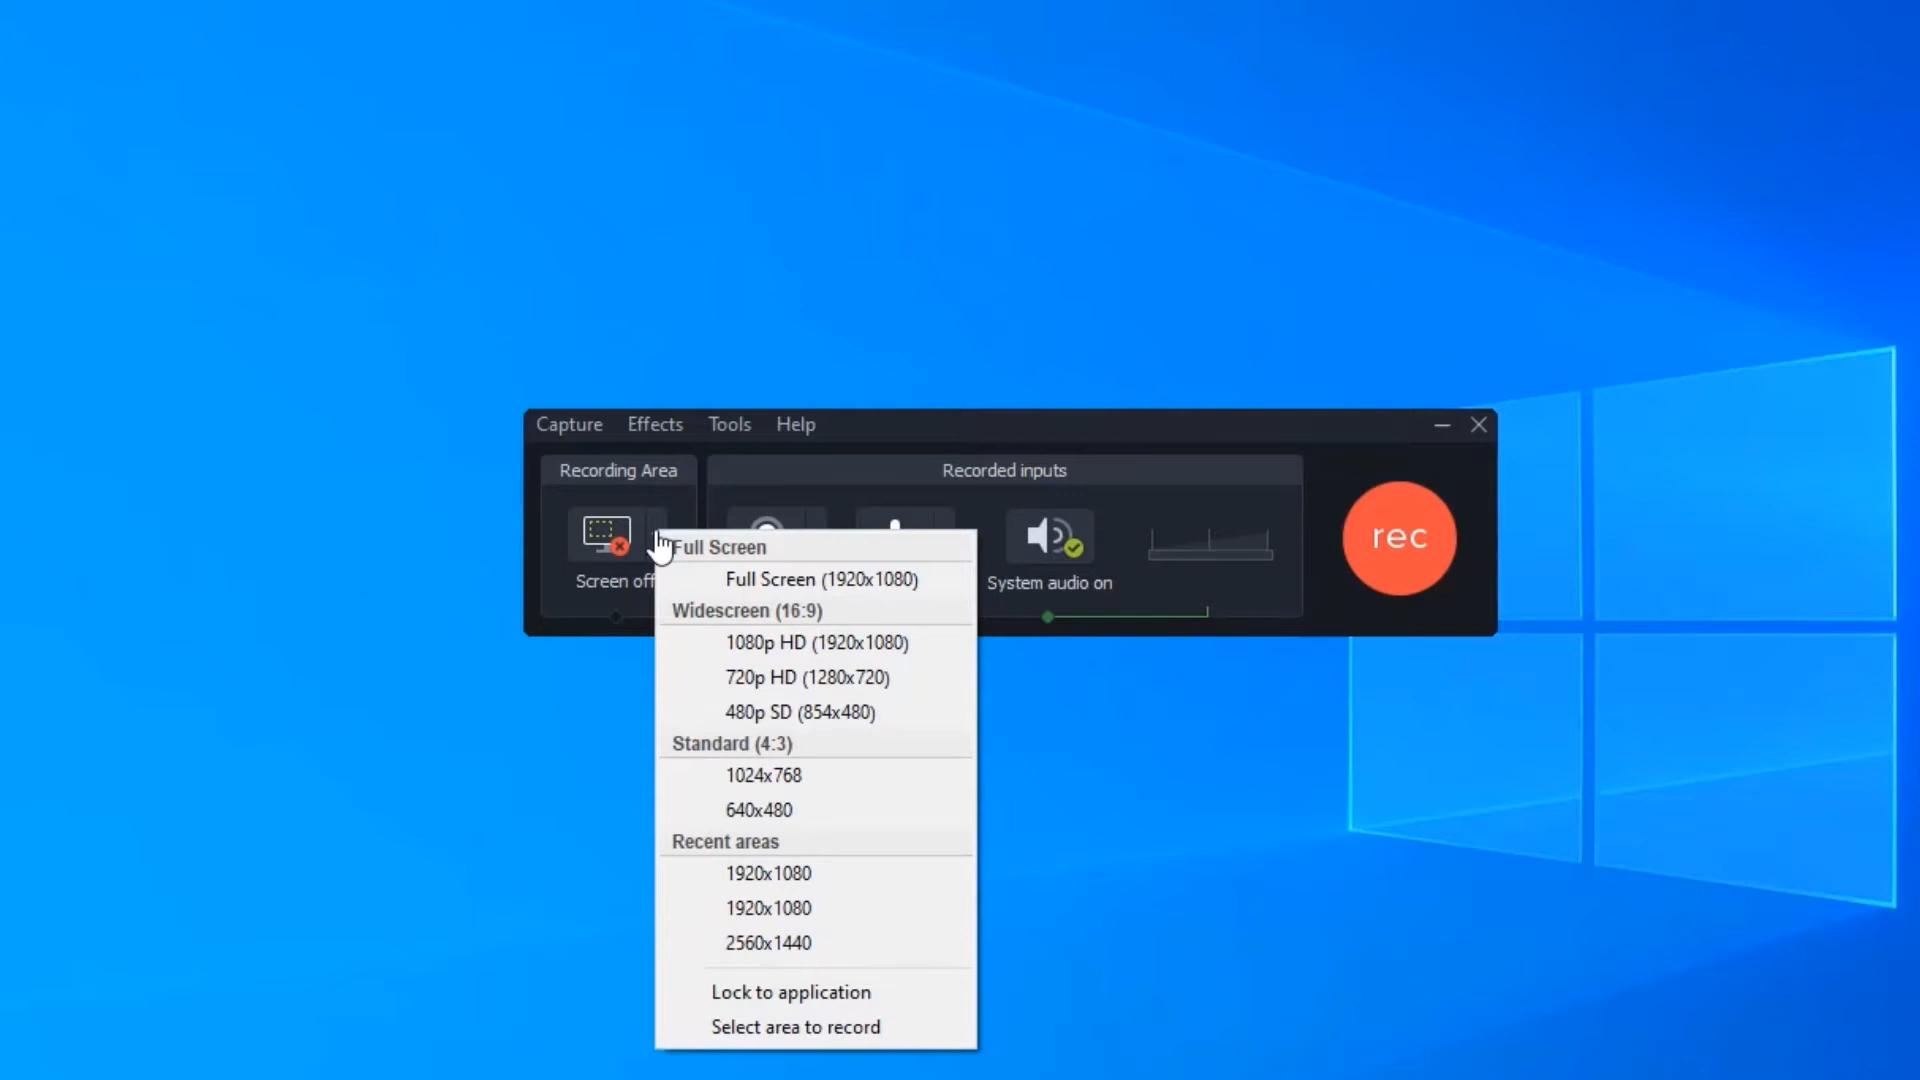 Capture Effects Tools Help
Recording Area
Recorded inputs
Screen off
System audio on
rec
Full Screen
Full Screen (1920x1080)
Widescreen (16:9)
1080p HD (1920x1080)
720p HD (1280x720)
480p SD (854x480)
Standard (4:3)
1024x768
640x480
Recent areas
1920x1080
1920x1080
2560x1440
Lock to application
Select area to record